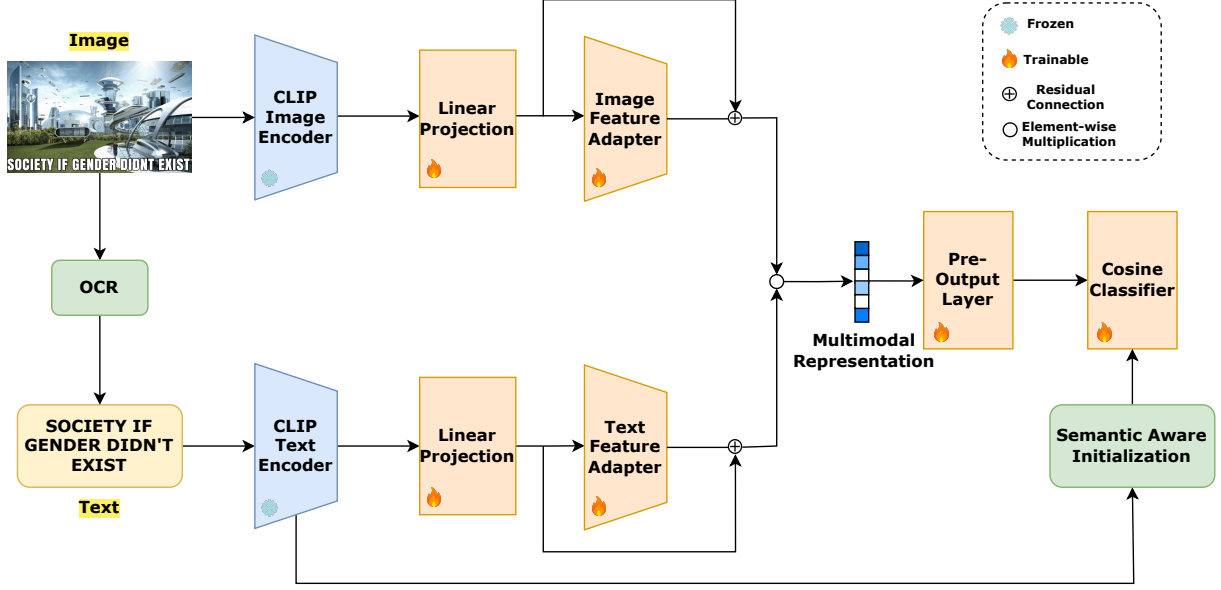 Image
SOCIETY IF GENDER DIDNT EXIST
OCR
SOCIETY IF
GENDER DIDN'T
EXIST
Text
CLIP
Image
Encoder
Linear
Projection
Image
Feature
Adapter
CLIP
Text
Encoder
Linear
Projection
Text
Feature
Adapter
Multimodal
Representation
Pre-
Output
Layer
Cosine
Classifier
Semantic Aware
Initialization
Frozen
Trainable
Residual
Connection
Element-wise
Multiplication